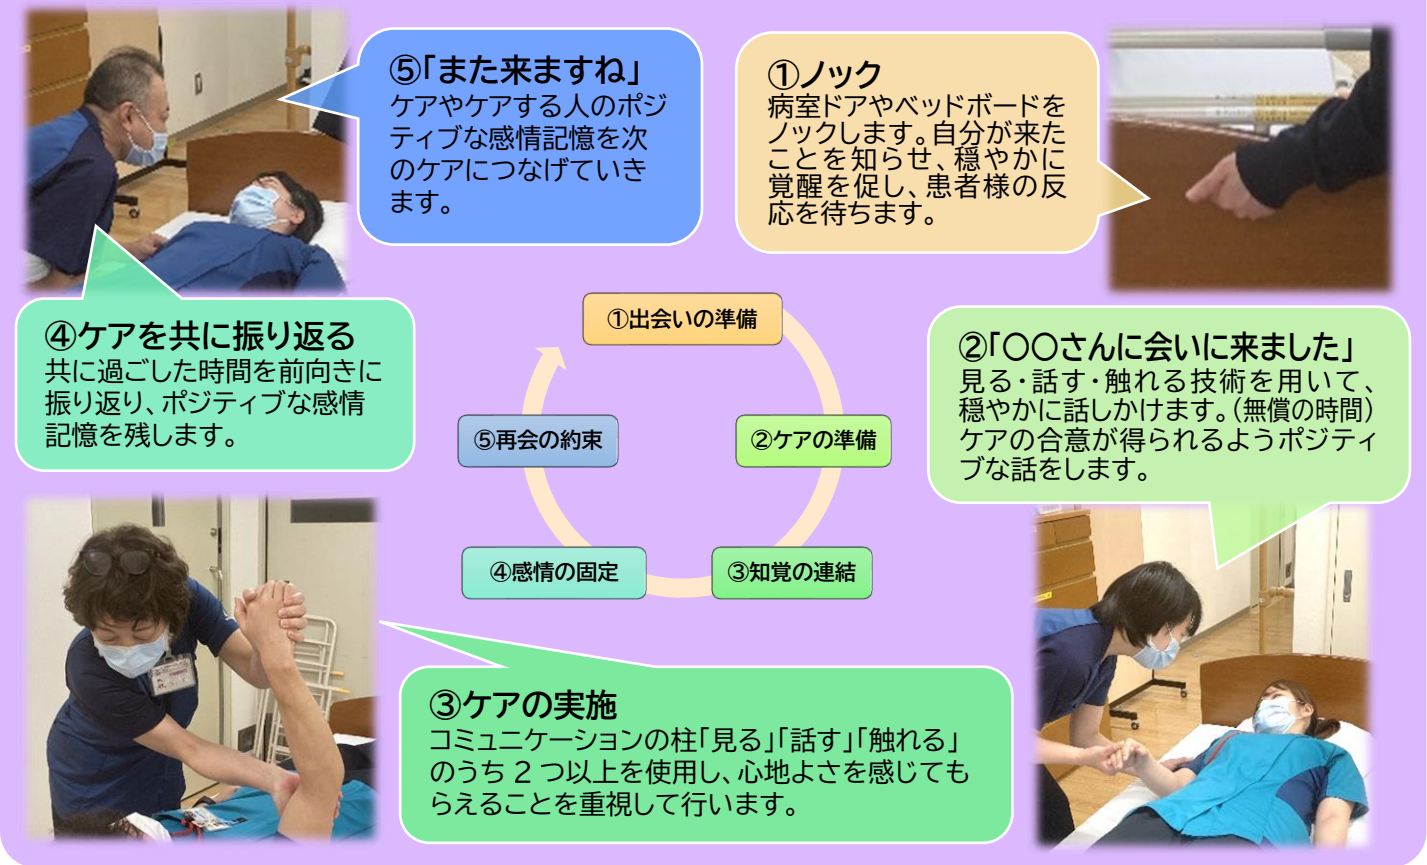 ①ノック
病室ドアやベッドボードを
ノックします。自分が来た
ことを知らせ、穏やかに
覚醒を促し、患者様の反
応を待ちます。
②「〇〇さんに会いに来ました」
見る・話す・触れる技術を用いて、
穏やかに話しかけます。（無償の時間）
ケアの合意が得られるようポジティ
ブな話をします。
③ケアの実施
コミュニケーションの柱「見る」「話す」「触れる」
のうち 2 つ以上を使用し、心地よさを感じても
らえることを重視して行います。
④ケアを共に振り返る
共に過ごした時間を前向きに
振り返り、ポジティブな感情
記憶を残します。
⑤「また来ますね」
ケアやケアする人のポジ
ティブな感情記憶を次
のケアにつなげていき
ます。
①出会いの準備
②ケアの準備
③知覚の連結
④感情の固定
⑤再会の約束